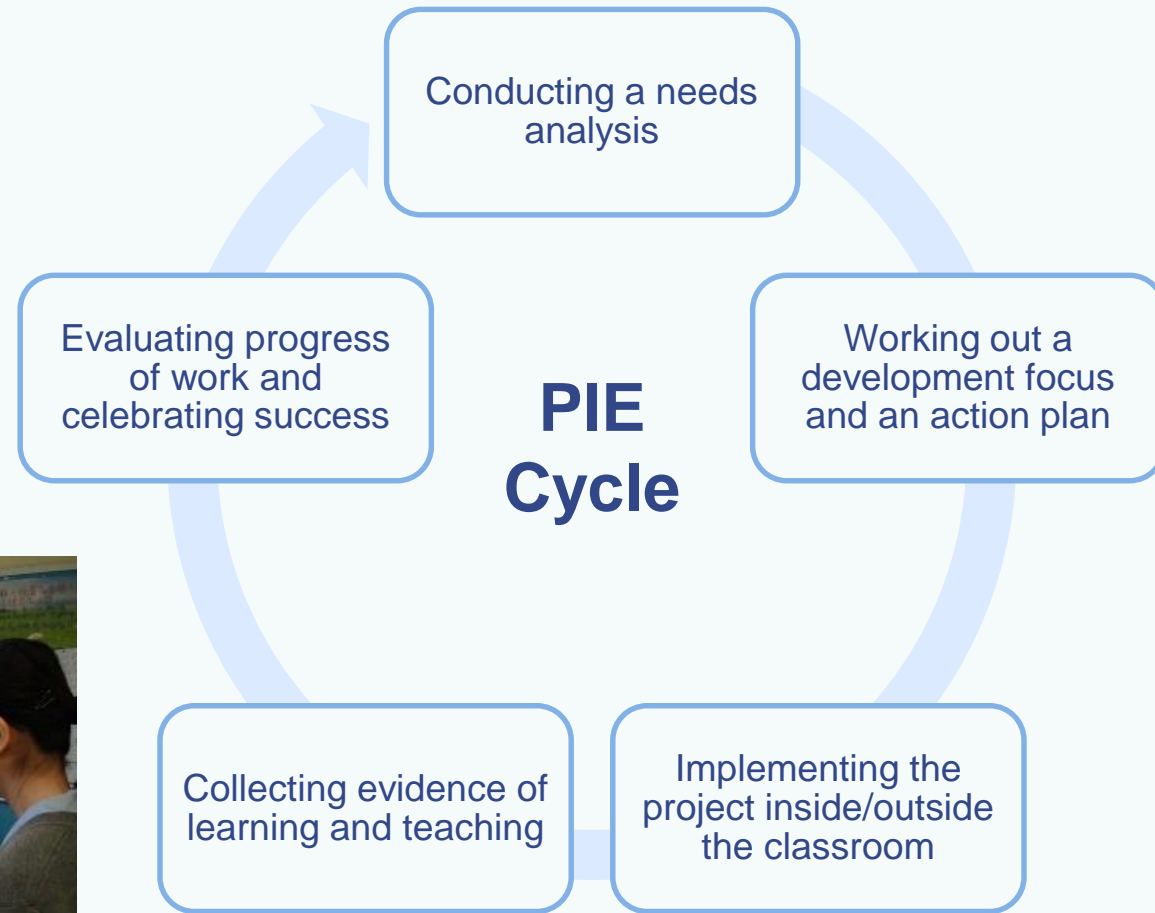 Conducting a needs
analysis
Working out a
development focus
and an action plan
Implementing the
project inside/outside
the classroom
Collecting evidence of
learning and teaching
Evaluating progress
of work and
celebrating success
PIE
Cycle